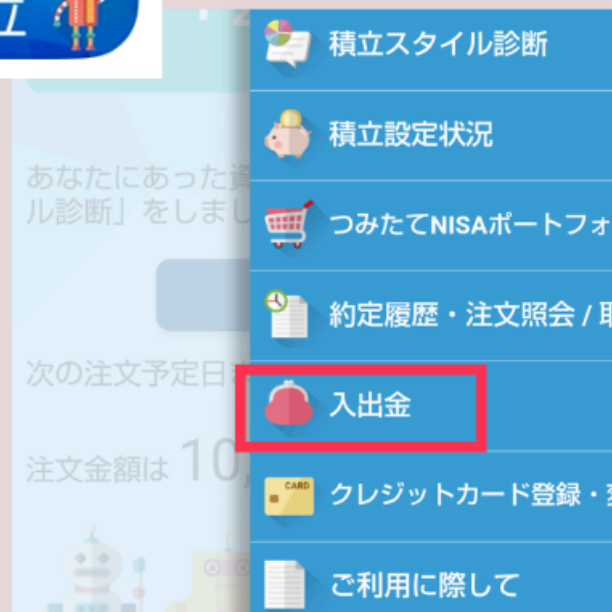 立
積立スタイル診断
積立設定状況
あなたにあった資
ル診断」をしまし
つみたてNISAポートフォ
約定履歴・注文照会 /
次の注文予定日
入出金
注文金額は 10,
CARD
クレジットカード登録・
ご利用に際して